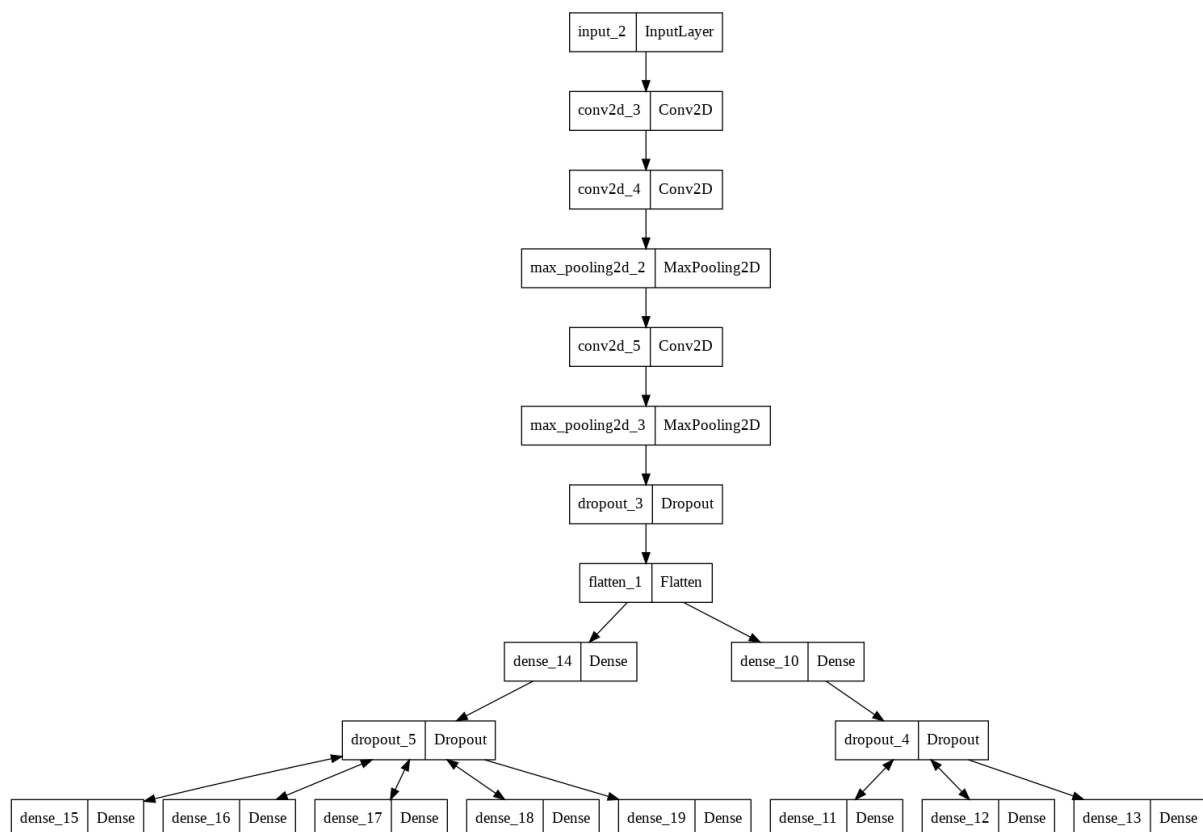 input_2 InputLayer
conv2d_3 Conv2D
conv2d_4 Conv2D
max_pooling2d_2 MaxPooling2D
conv2d_5 Conv2D
max_pooling2d_3 MaxPooling2D
dropout_3 Dropout
flatten_1 Flatten
dense_14 Dense dense_10 Dense
dropout_5 Dropout dropout_4 Dropout
dense_15 Dense dense_16 Dense dense_17 Dense dense_18 Dense dense_19 Dense dense_11 Dense dense_12 Dense dense_13 Dense